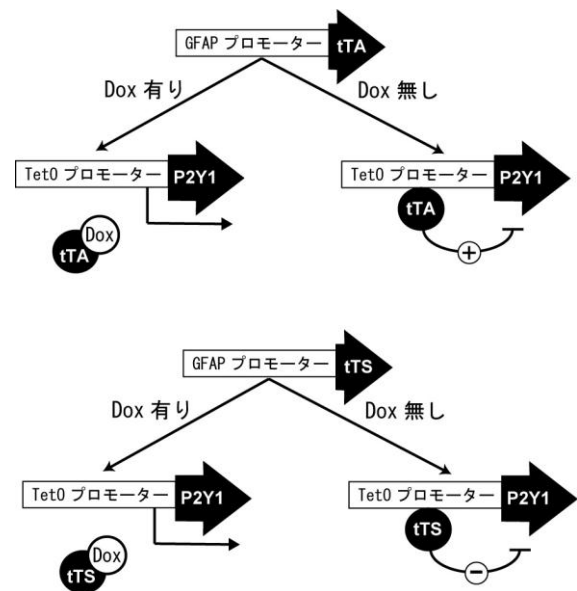 GFAP プロモーター tTA
Dox 有り Dox 無し
TetO プロモーター P2Y1 TetO プロモーター P2Y1
tTA Dox tTA
+
GFAP プロモーター tTS
Dox 有り Dox 無し
TetO プロモーター P2Y1 TetO プロモーター P2Y1
tTS Dox tTS
−